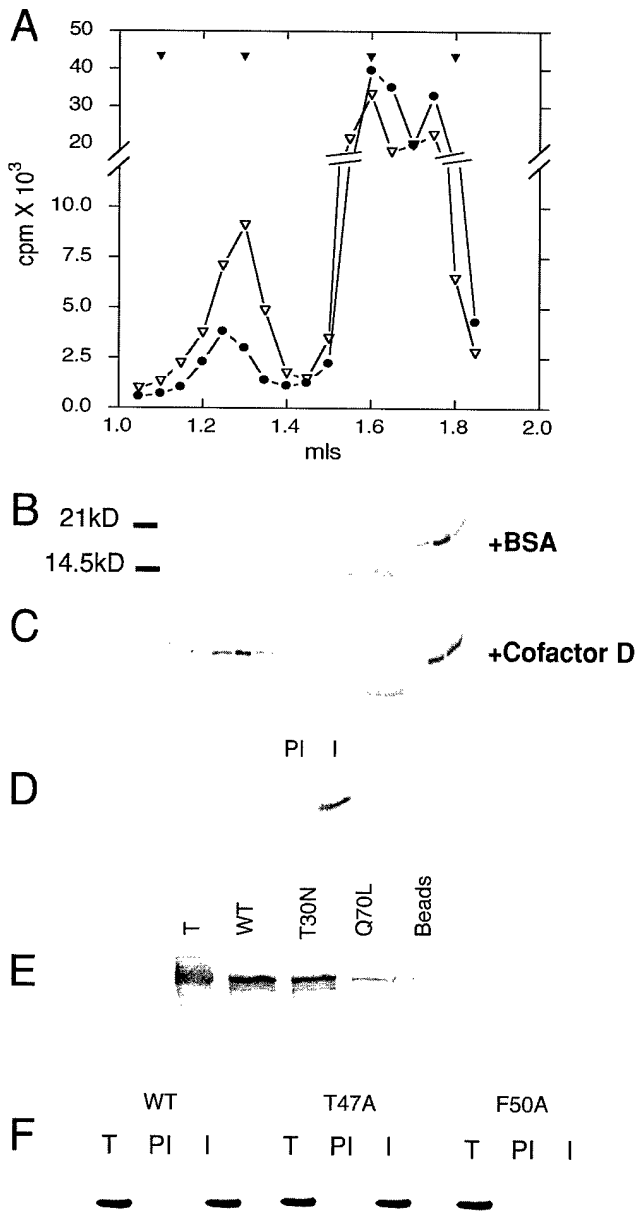 A
50
40
30
20
10.0
7.5
5.0
2.5
0.0
cpm X 10³
1.0 1.2 1.4 1.6 1.8 2.0
mls
B
21kD
14.5kD
+BSA
C
+Cofactor D
PI I
D
T WT T30N Q70L Beads
E
WT T47A F50A
F
T PI I T PI I T PI I